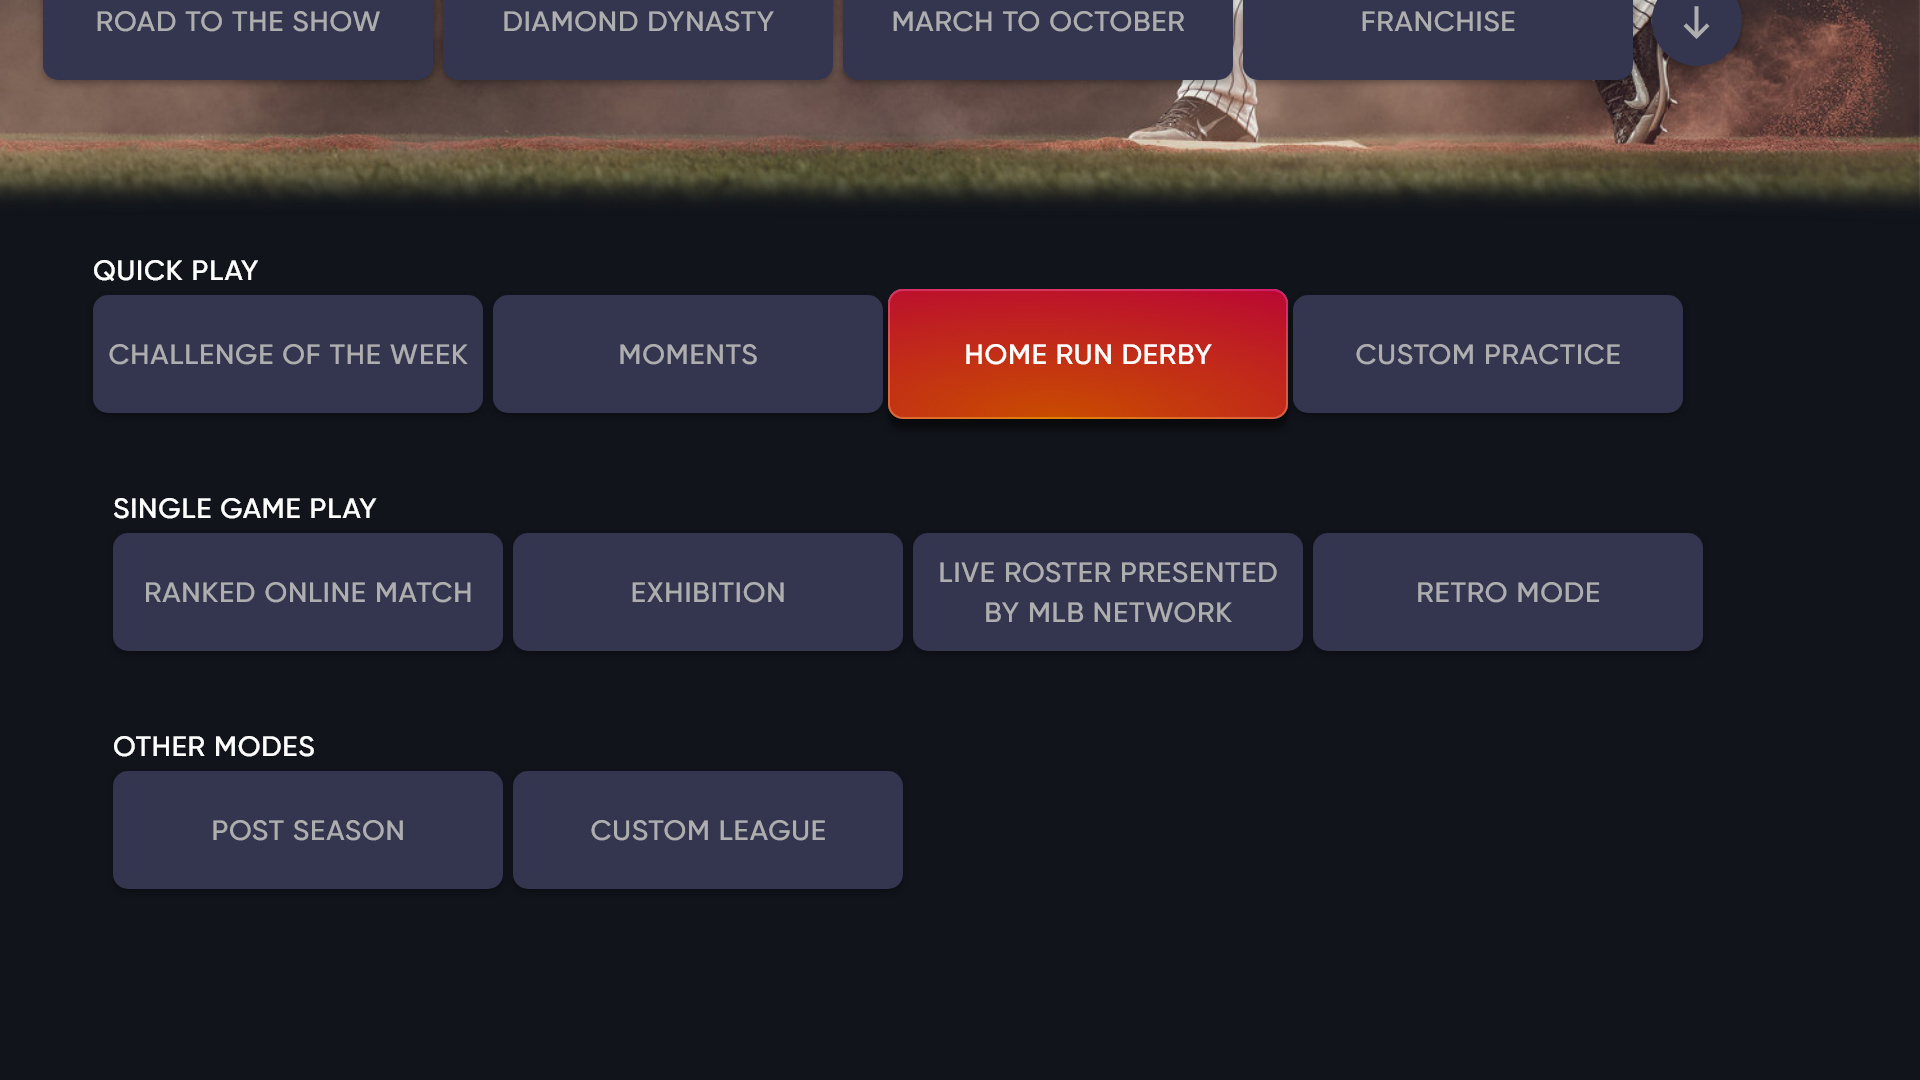 ROAD TO THE SHOW
DIAMOND DYNASTY
MARCH TO OCTOBER
FRANCHISE
QUICK PLAY
CHALLENGE OF THE WEEK
MOMENTS
HOME RUN DERBY
CUSTOM PRACTICE
SINGLE GAME PLAY
RANKED ONLINE MATCH
EXHIBITION
LIVE ROSTER PRESENTED
BY MLB NETWORK
RETRO MODE
OTHER MODES
POST SEASON
CUSTOM LEAGUE